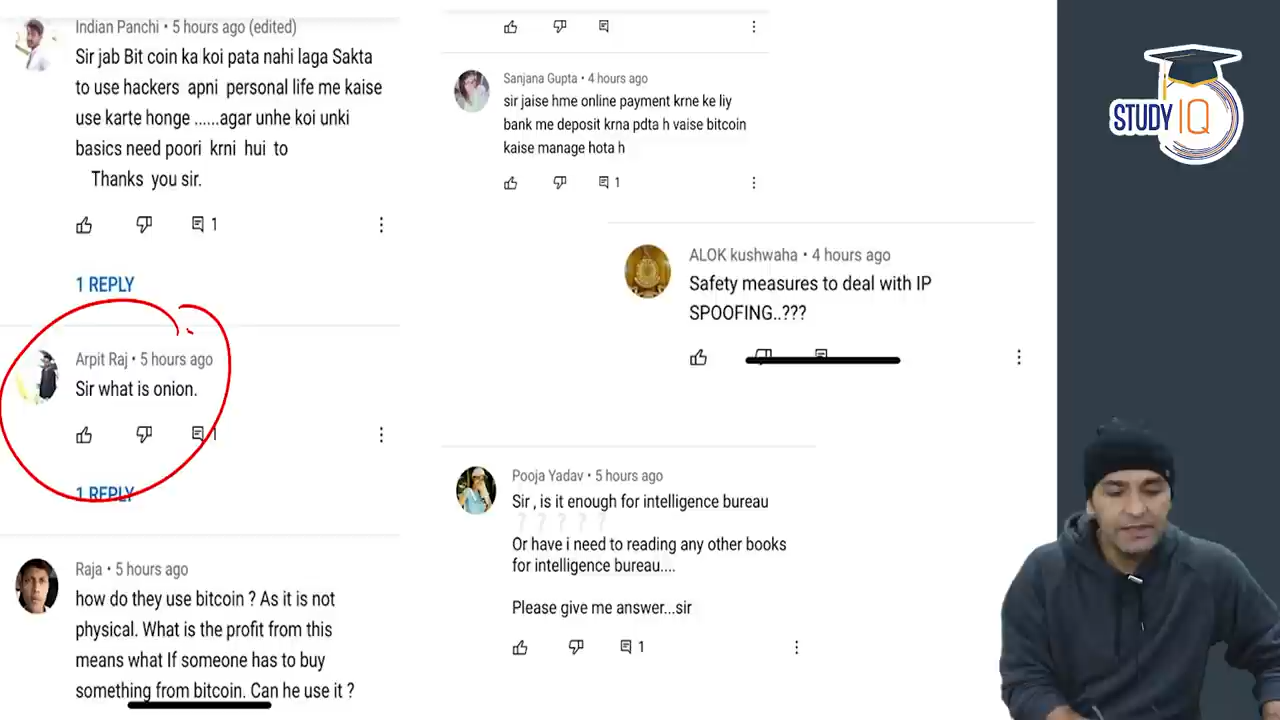 Indian Panchi • 5 hours ago (edited)
Sir jab Bit coin ka koi pata nahi laga Sakta
to use hackers apni personal life me kaise
use karte honge ......agar unhe koi unki
basics need poori krni hui to
Thanks you sir.
1
1 REPLY
Arpit Raj • 5 hours ago
Sir what is onion.
1
1 REPLY
Raja • 5 hours ago
how do they use bitcoin ? As it is not
physical. What is the profit from this
means what If someone has to buy
something from bitcoin. Can he use it ?
Sanjana Gupta • 4 hours ago
sir jaise hme online payment krne ke liy
bank me deposit krna pdta h vaise bitcoin
kaise manage hota h
1
ALOK kushwaha • 4 hours ago
Safety measures to deal with IP
SPOOFING..???
Pooja Yadav • 5 hours ago
Sir , is it enough for intelligence bureau
? ? ? ? ?
Or have i need to reading any other books
for intelligence bureau....
Please give me answer...sir
1
STUDY IQ